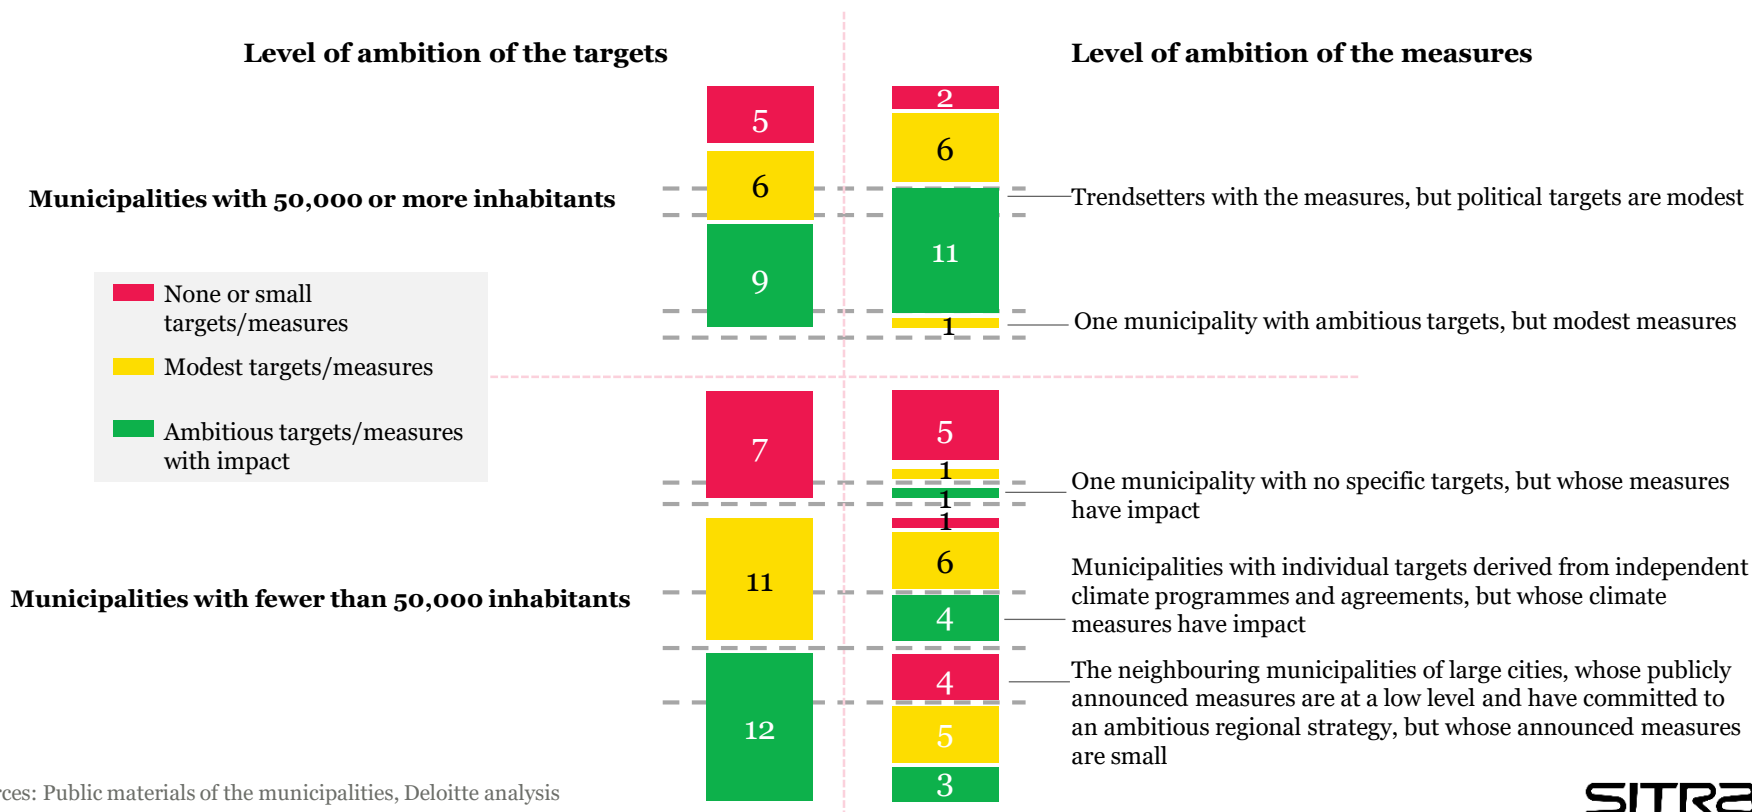 Level of ambition of the targets
Level of ambition of the measures
5
2
6
6
Municipalities with 50,000 or more inhabitants
Trendsetters with the measures, but political targets are modest
9
11
None or small
targets/measures
1
One municipality with ambitious targets, but modest measures
Modest targets/measures
Ambitious targets/measures
with impact
7
5
1
1
One municipality with no specific targets, but whose measures
have impact
1
11
6
Municipalities with fewer than 50,000 inhabitants
4
Municipalities with individual targets derived from independent
climate programmes and agreements, but whose climate
measures have impact
12
4
5
3
The neighbouring municipalities of large cities, whose publicly
announced measures are at a low level and have committed to
an ambitious regional strategy, but whose announced measures
are small
rces: Public materials of the municipalities, Deloitte analysis
SITRA